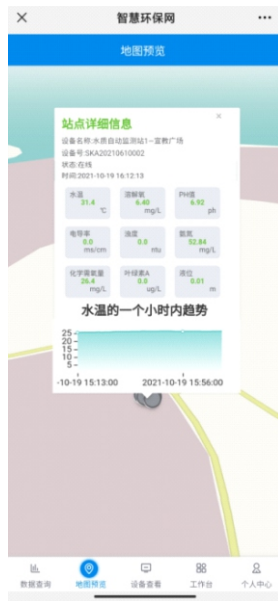 智慧环保网
地图预览
站点详细信息
设备名称:水质自动监测站1-宣教广场
设备号:SKA20210610002
状态:在线
时间:2021-10-19 16:12:13
水温 溶解氧 PH值
31.4 6.40 6.92
℃ mg/L ph
电导率 浊度 氨氮
0.0 0.0 52.84
ms/cm ntu mg/L
化学需氧量 叶绿素A 液位
26.4 0.0 0.01
mg/L ug/L m
水温的一个小时内趋势
25
20
15
10
5
-10-19 15:13:00 2021-10-19 15:56:00
数据查询 地图预览 设备查看 工作台 个人中心